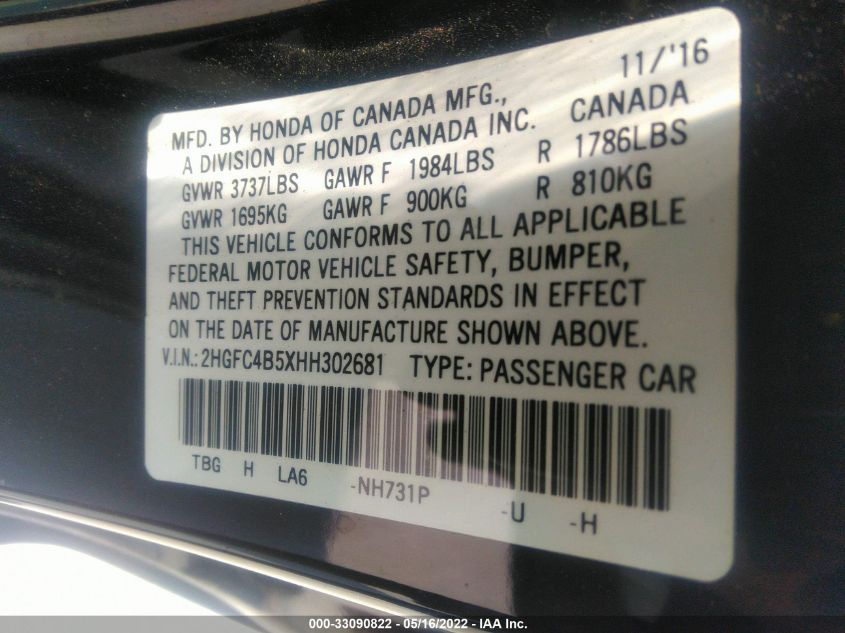 11/'16
MFD. BY HONDA OF CANADA MFG., CANADA
A DIVISION OF HONDA CANADA INC.
GVWR 3737LBS GAWR F 1984LBS R 1786LBS
GVWR 1695KG GAWR F 900KG R 810KG
THIS VEHICLE CONFORMS TO ALL APPLICABLE
FEDERAL MOTOR VEHICLE SAFETY, BUMPER,
AND THEFT PREVENTION STANDARDS IN EFFECT
ON THE DATE OF MANUFACTURE SHOWN ABOVE.
V.I.N.:2HGFC4B5XHH302681 TYPE: PASSENGER CAR
TBG H LA6 -NH731P -U -H
000-33090822 - 05/16/2022 - IAA Inc.